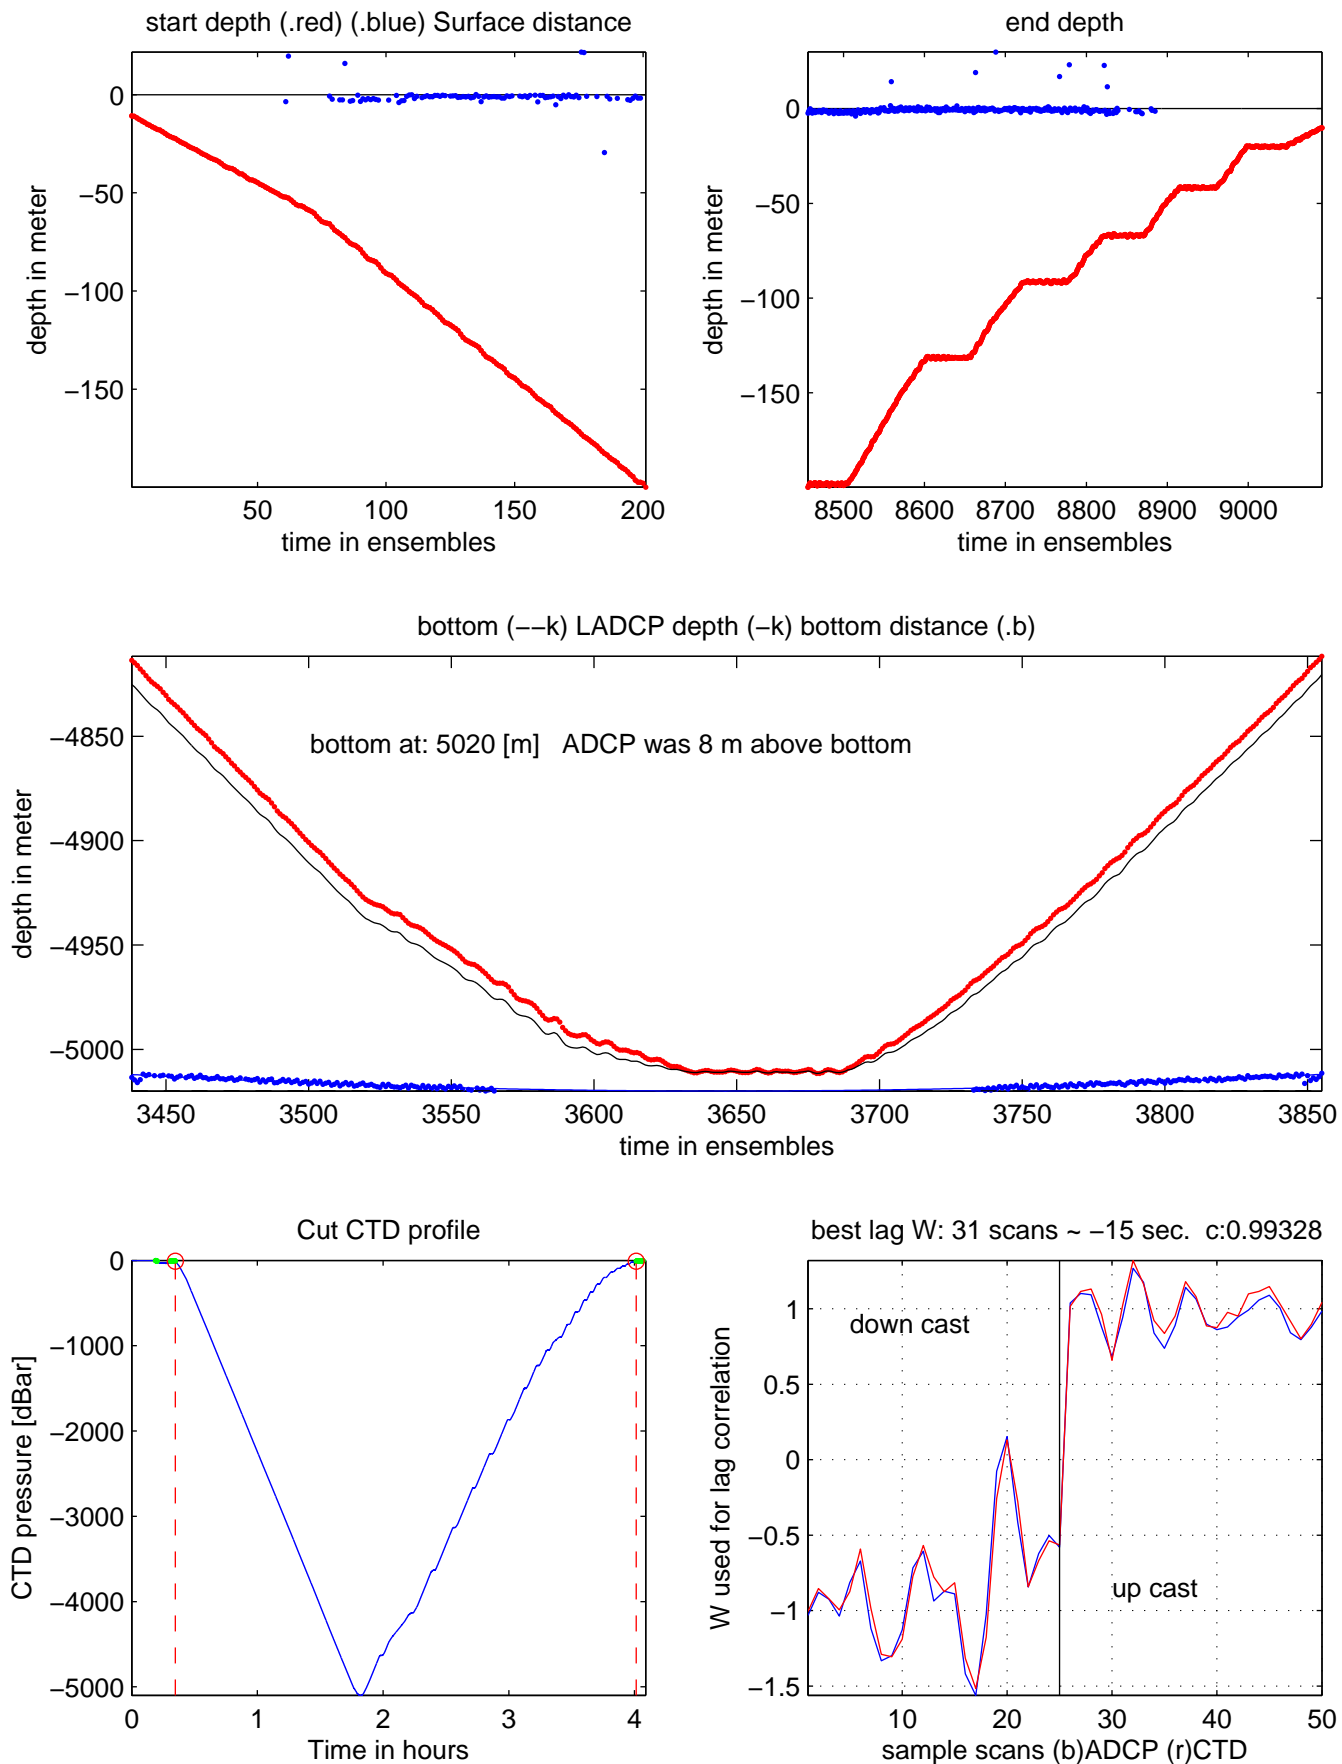 start depth (.red) (.blue) Surface distance
0
−50
−100
−150
depth in meter
50 100 150 200
time in ensembles
end depth
0
−50
−100
−150
depth in meter
8500 8600 8700 8800 8900 9000
time in ensembles
bottom (−−k) LADCP depth (−k) bottom distance (.b)
bottom at: 5020 [m] ADCP was 8 m above bottom
−4850
−4900
−4950
−5000
depth in meter
3450 3500 3550 3600 3650 3700 3750 3800 3850
time in ensembles
Cut CTD profile
0
−1000
−2000
−3000
−4000
−5000
CTD pressure [dBar]
0 1 2 3 4
Time in hours
best lag W: 31 scans ~ −15 sec. c:0.99328
1
0.5
0
−0.5
−1
−1.5
W used for lag correlation
down cast
up cast
10 20 30 40 50
sample scans (b)ADCP (r)CTD